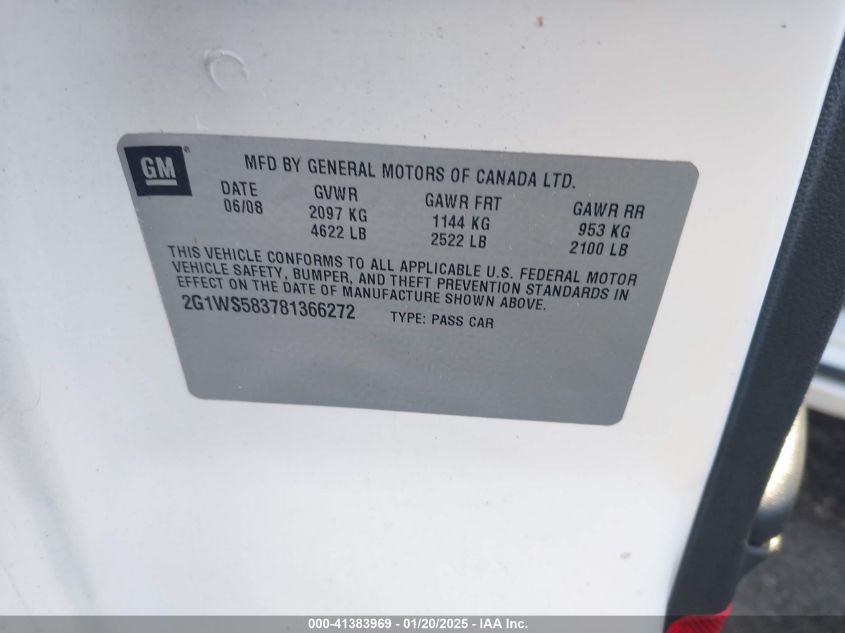 GM
MFD BY GENERAL MOTORS OF CANADA LTD.
DATE GVWR GAWR FRT GAWR RR
06/08 2097 KG 1144 KG 953 KG
4622 LB 2522 LB 2100 LB
THIS VEHICLE CONFORMS TO ALL APPLICABLE U.S. FEDERAL MOTOR
VEHICLE SAFETY, BUMPER, AND THEFT PREVENTION STANDARDS IN
EFFECT ON THE DATE OF MANUFACTURE SHOWN ABOVE.
2G1WS583781366272 TYPE: PASS CAR
000-41383969 - 01/20/2025 - IAA Inc.